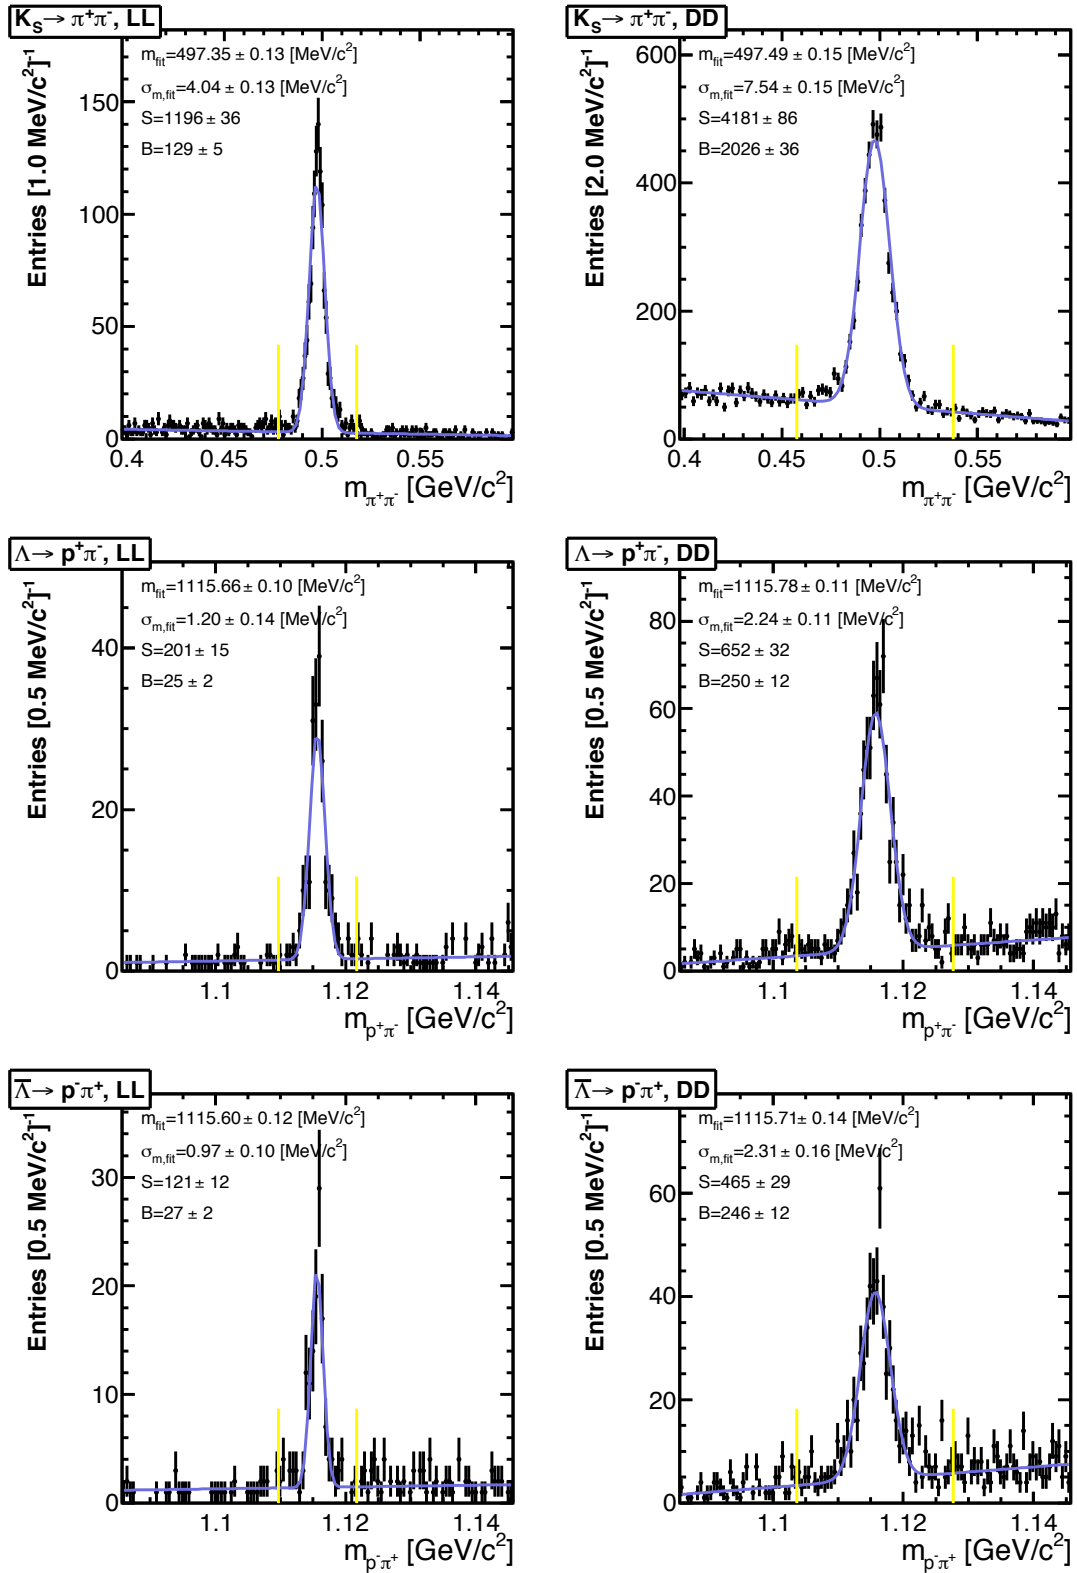 K_S→ π⁺π⁻, LL
m_fit=497.35 ± 0.13 [MeV/c²]
σ_m,fit=4.04 ± 0.13 [MeV/c²]
S=1196 ± 36
B=129 ± 5
Entries [1.0 MeV/c²]⁻¹
150
100
50
0
0.4 0.45 0.5 0.55
m_π⁺π⁻ [GeV/c²]
K_S→ π⁺π⁻, DD
m_fit=497.49 ± 0.15 [MeV/c²]
σ_m,fit=7.54 ± 0.15 [MeV/c²]
S=4181 ± 86
B=2026 ± 36
Entries [2.0 MeV/c²]⁻¹
600
400
200
0
0.4 0.45 0.5 0.55
m_π⁺π⁻ [GeV/c²]
Λ→ p⁺π⁻, LL
m_fit=1115.66 ± 0.10 [MeV/c²]
σ_m,fit=1.20 ± 0.14 [MeV/c²]
S=201 ± 15
B=25 ± 2
Entries [0.5 MeV/c²]⁻¹
40
20
0
1.1 1.12 1.14
m_p⁺π⁻ [GeV/c²]
Λ→ p⁺π⁻, DD
m_fit=1115.78 ± 0.11 [MeV/c²]
σ_m,fit=2.24 ± 0.11 [MeV/c²]
S=652 ± 32
B=250 ± 12
Entries [0.5 MeV/c²]⁻¹
80
60
40
20
0
1.1 1.12 1.14
m_p⁺π⁻ [GeV/c²]
Λ̅→ p⁻π⁺, LL
m_fit=1115.60 ± 0.12 [MeV/c²]
σ_m,fit=0.97 ± 0.10 [MeV/c²]
S=121 ± 12
B=27 ± 2
Entries [0.5 MeV/c²]⁻¹
30
20
10
0
1.1 1.12 1.14
m_p⁻π⁺ [GeV/c²]
Λ̅→ p⁻π⁺, DD
m_fit=1115.71 ± 0.14 [MeV/c²]
σ_m,fit=2.31 ± 0.16 [MeV/c²]
S=465 ± 29
B=246 ± 12
Entries [0.5 MeV/c²]⁻¹
60
40
20
0
1.1 1.12 1.14
m_p⁻π⁺ [GeV/c²]